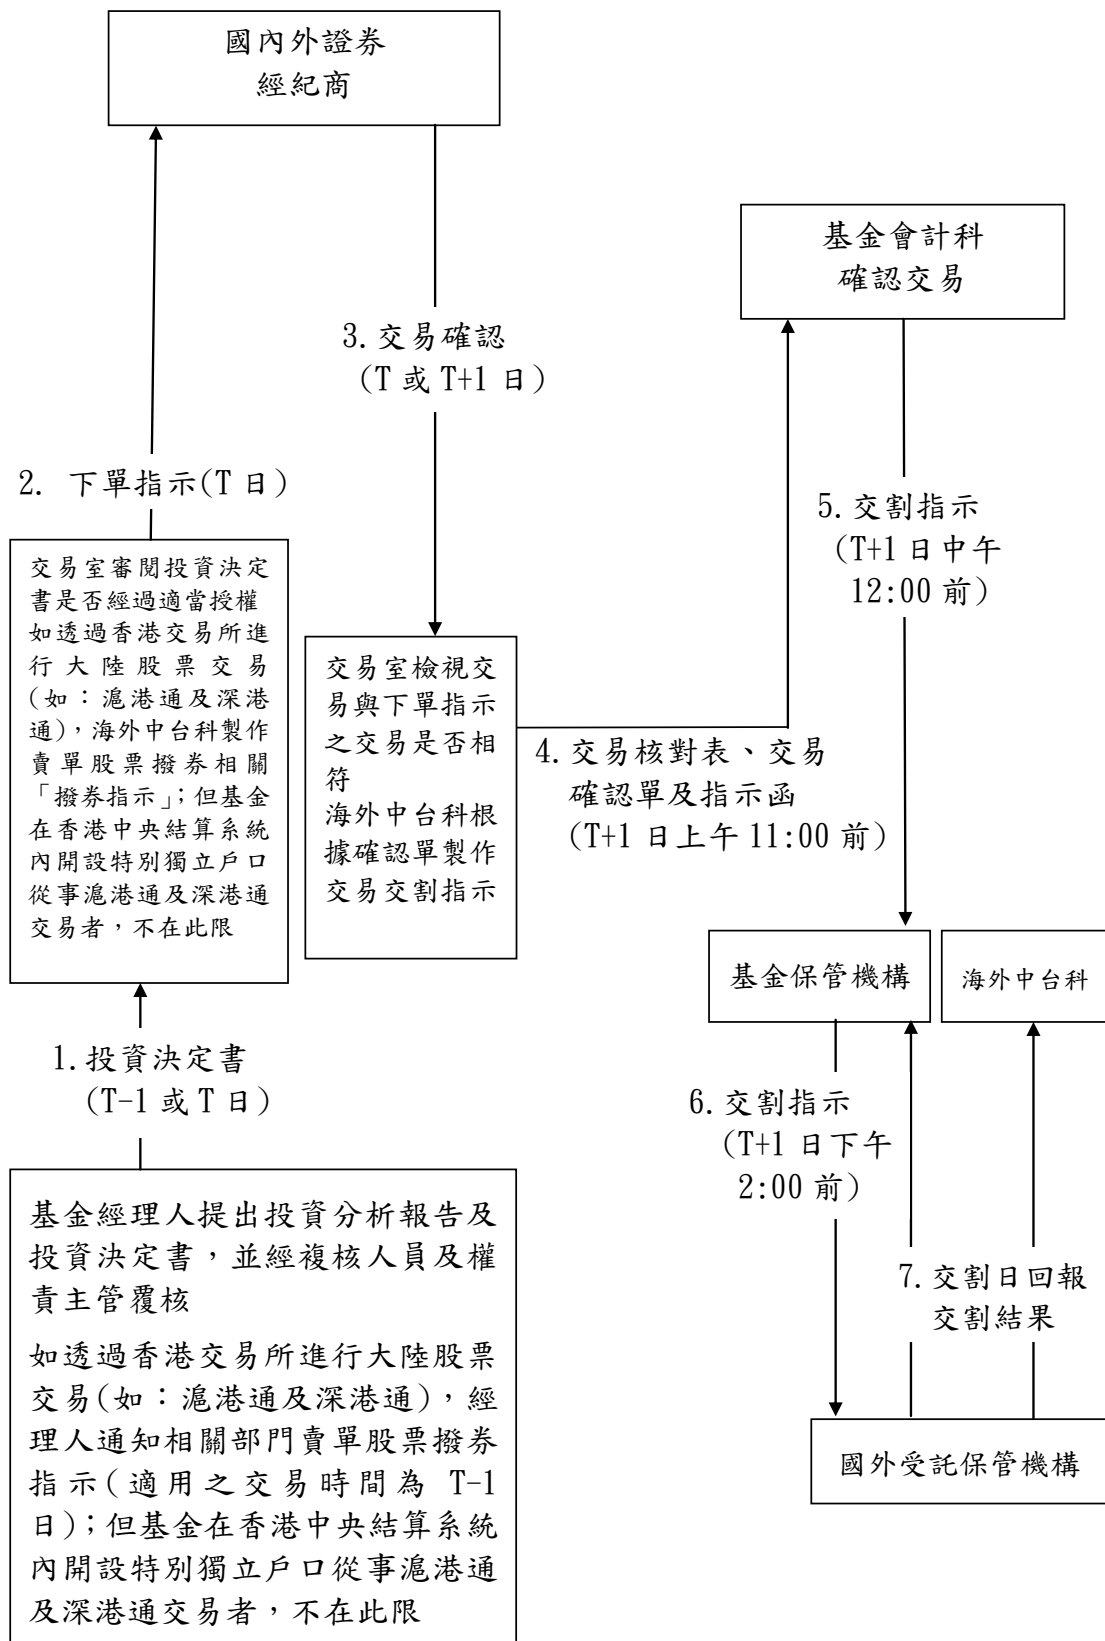 國內外證券
經紀商
基金會計科
確認交易
3.交易確認
(T 或 T+1 日)
2. 下單指示(T 日)
5.交割指示
(T+1 日中午
12:00 前)
交易室審閱投資決定
書是否經過適當授權
如透過香港交易所進
行大陸股票交易
(如：滬港通及深港
通)，海外中台科製作
賣單股票撥券相關
「撥券指示」；但基金
在香港中央結算系統
內開設特別獨立戶口
從事滬港通及深港通
交易者，不在此限
交易室檢視交
易與下單指示
之交易是否相
符
海外中台科根
據確認單製作
交易交割指示
4.交易核對表、交易
確認單及指示函
(T+1 日上午 11:00 前)
基金保管機構
海外中台科
1.投資決定書
(T-1 或 T 日)
6.交割指示
(T+1 日下午
2:00 前)
基金經理人提出投資分析報告及
投資決定書，並經複核人員及權
責主管覆核
如透過香港交易所進行大陸股票
交易(如：滬港通及深港通)，經
理人通知相關部門賣單股票撥券
指示(適用之交易時間為 T-1
日)；但基金在香港中央結算系統
內開設特別獨立戶口從事滬港通
及深港通交易者，不在此限
7.交割日回報
交割結果
國外受託保管機構